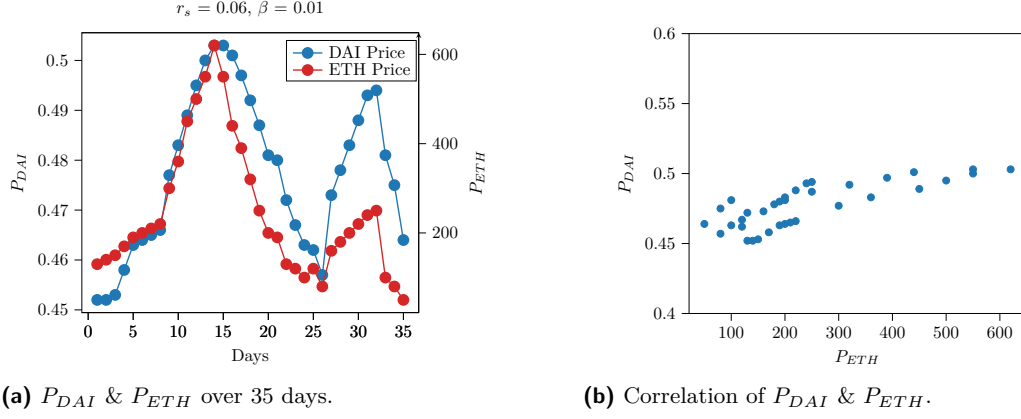 r_s = 0.06, β = 0.01
DAI Price
ETH Price
0.5
0.49
0.48
0.47
0.46
0.45
P_DAI
600
400
200
P_ETH
0 5 10 15 20 25 30 35
Days
(a) P_DAI & P_ETH over 35 days.
0.6
0.55
0.5
0.45
0.4
P_DAI
100 200 300 400 500 600
P_ETH
(b) Correlation of P_DAI & P_ETH.